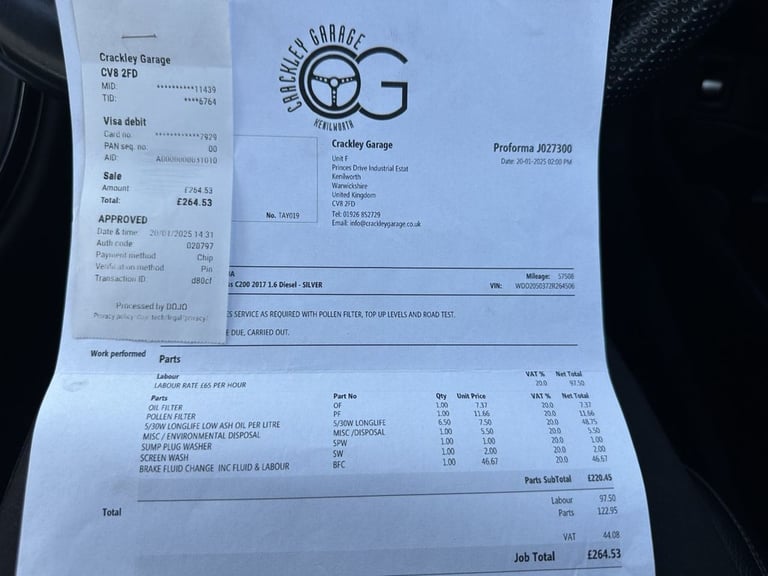 Crackley Garage
CV8 2FD
MID: **********11439
TID: ****6764
Visa debit
Card no. ************7929
PAN seq. no. 00
AID: A0000000031010
Sale
Amount £264.53
Total: £264.53
APPROVED
Date & time: 20/01/2025 14:31
Auth code 020797
Payment method Chip
Verification method Pin
Transaction ID d80cf
Processed by DOJO
Privacy policy: tech/legal/privacy/
CRACKLEY GARAGE
G
KENILWORTH
Crackley Garage
Unit F
Princes Drive Industrial Estat
Kenilworth
Warwickshire
United Kingdom
CV8 2FD
Tel: 01926 852729
Email: info@crackleygarage.co.uk
Proforma J027300
Date: 20-01-2025 02:00 PM
No. TAY019
Mileage: 57508
C200 2017 1.6 Diesel - SILVER
VIN: WDD2050372R264506
ES SERVICE AS REQUIRED WITH POLLEN FILTER, TOP UP LEVELS AND ROAD TEST.
E DUE, CARRIED OUT.
Work performed
Parts
Labour VAT % Net Total
LABOUR RATE £65 PER HOUR 20.0 97.50
Parts Part No Qty Unit Price VAT % Net Total
OIL FILTER OF 1.00 7.37 20.0 7.37
POLLEN FILTER PF 1.00 11.66 20.0 11.66
5/30W LONGLIFE LOW ASH OIL PER LITRE 5/30W LONGLIFE 6.50 7.50 20.0 48.75
MISC / ENVIRONMENTAL DISPOSAL MISC /DISPOSAL 1.00 5.50 20.0 5.50
SUMP PLUG WASHER SPW 1.00 1.00 20.0 1.00
SCREEN WASH SW 1.00 2.00 20.0 2.00
BRAKE FLUID CHANGE INC FLUID & LABOUR BFC 1.00 46.67 20.0 46.67
Parts SubTotal £220.45
Total
Labour 97.50
Parts 122.95
VAT 44.08
Job Total £264.53